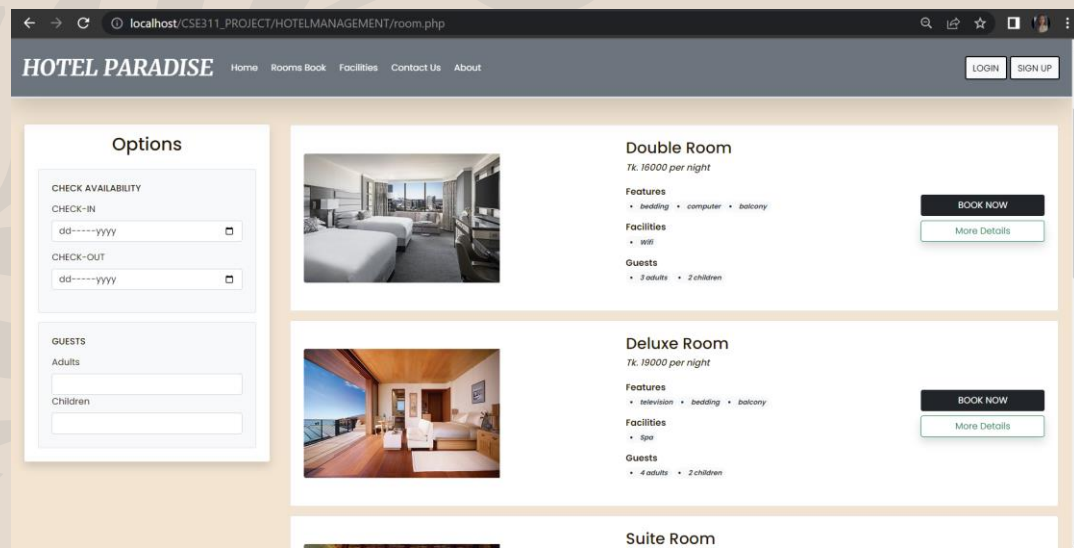 localhost/CSE311_PROJECT/HOTELMANAGEMENT/room.php
HOTEL PARADISE Home Rooms Book Facilities Contact Us About LOGIN SIGN UP
Options
CHECK AVAILABILITY
CHECK-IN
dd-----yyyy
CHECK-OUT
dd-----yyyy
GUESTS
Adults
Children
Double Room
Tk. 16000 per night
Features
• bedding • computer • balcony
Facilities
• Wifi
Guests
• 3 adults • 2 children
BOOK NOW
More Details
Deluxe Room
Tk. 19000 per night
Features
• television • bedding • balcony
Facilities
• Spa
Guests
• 4 adults • 2 children
BOOK NOW
More Details
Suite Room